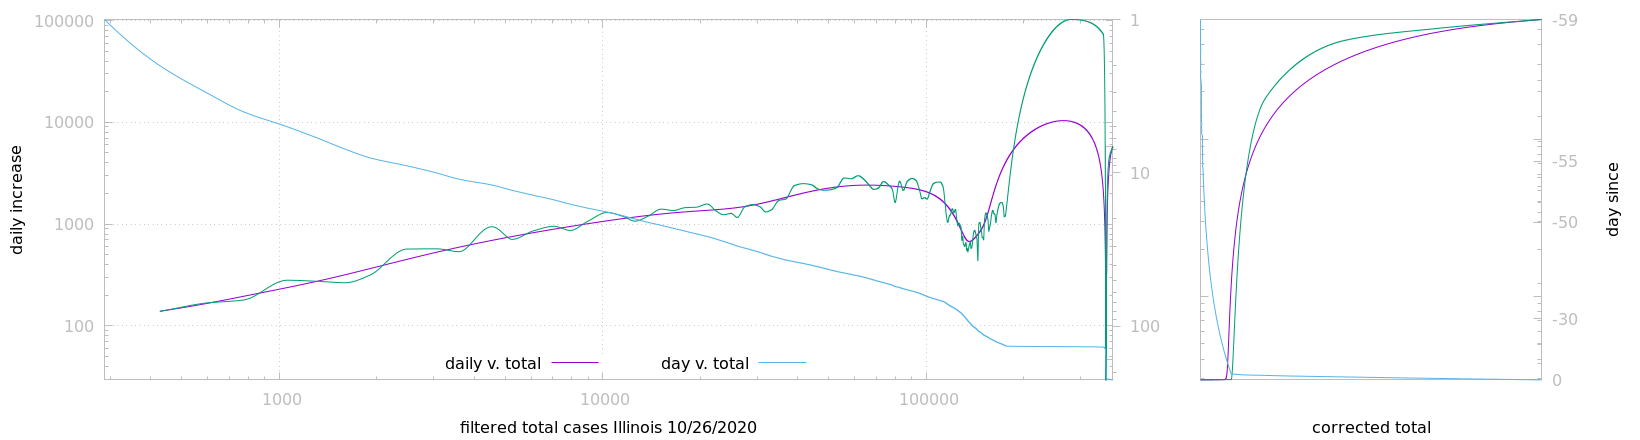 100000
10000
1000
100
daily increase
1
10
100
daily v. total
day v. total
1000
10000
100000
filtered total cases Illinois 10/26/2020
-59
-55
-50
-30
0
day since
corrected total